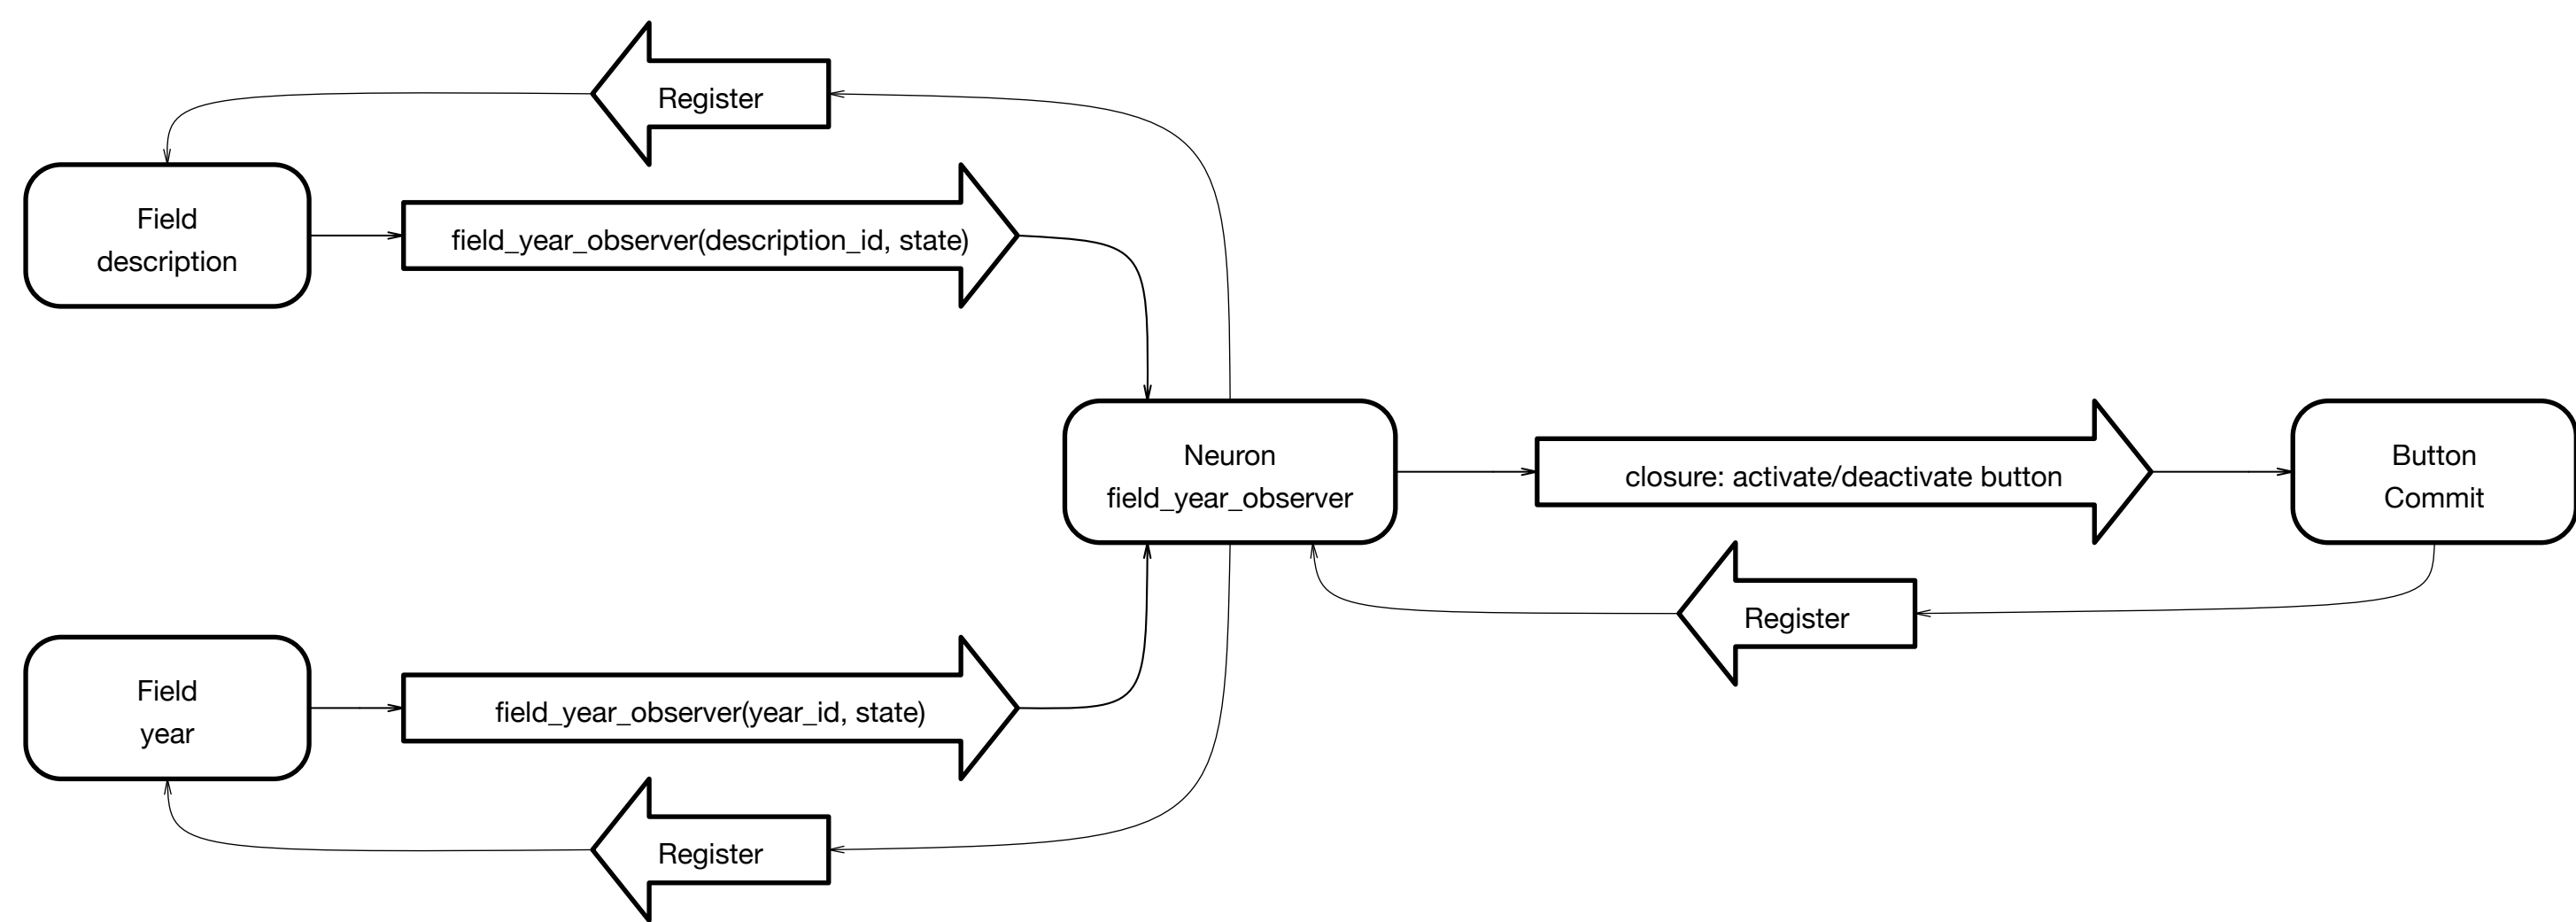 Register
Field
description
field_year_observer(description_id, state)
Neuron
field_year_observer
closure: activate/deactivate button
Button
Commit
Register
Field
year
field_year_observer(year_id, state)
Register